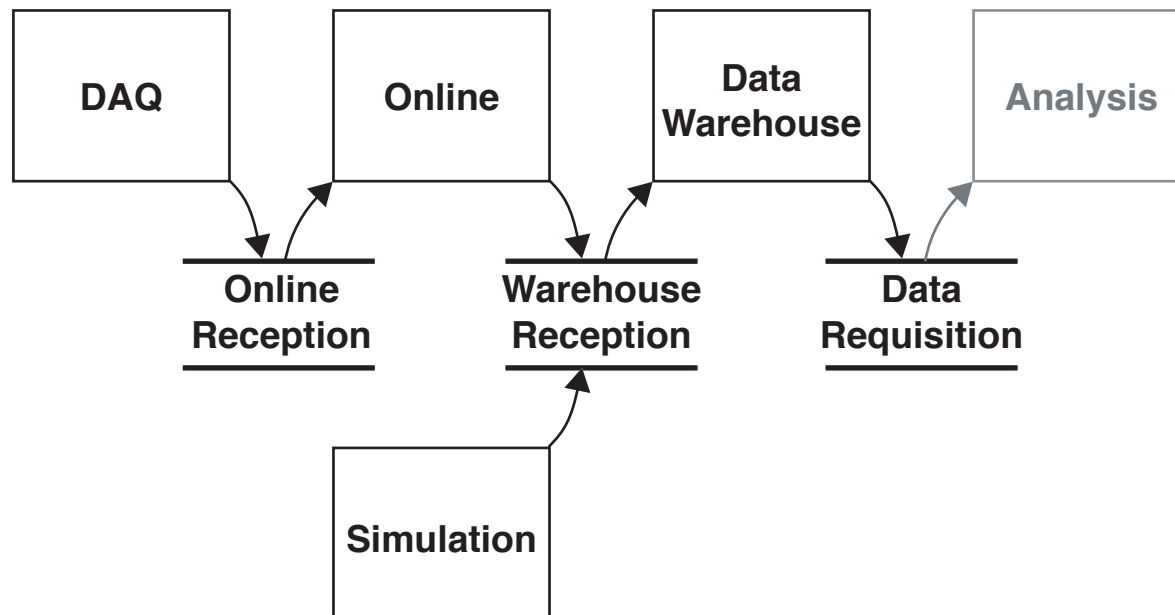 DAQ
Online
Data
Warehouse
Analysis
Online
Reception
Warehouse
Reception
Data
Requisition
Simulation